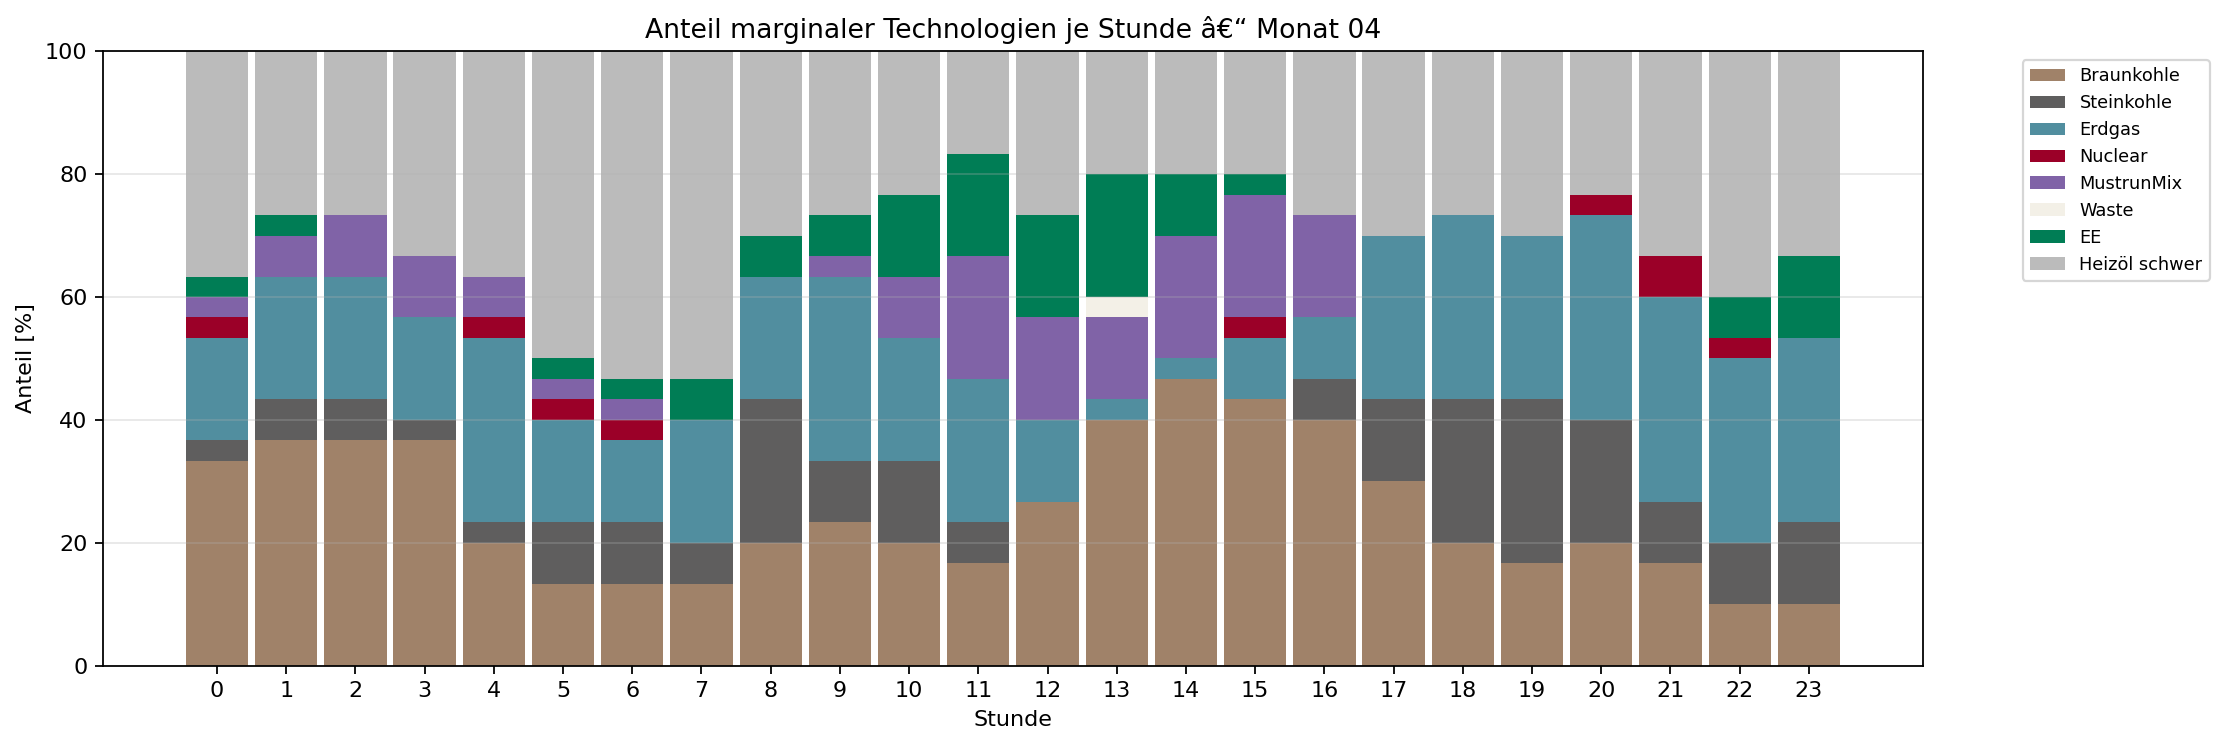 Anteil marginaler Technologien je Stunde â€“ Monat 04
Anteil [%]
100
80
60
40
20
0
0 1 2 3 4 5 6 7 8 9 10 11 12 13 14 15 16 17 18 19 20 21 22 23
Stunde
Braunkohle
Steinkohle
Erdgas
Nuclear
MustrunMix
Waste
EE
Heizöl schwer